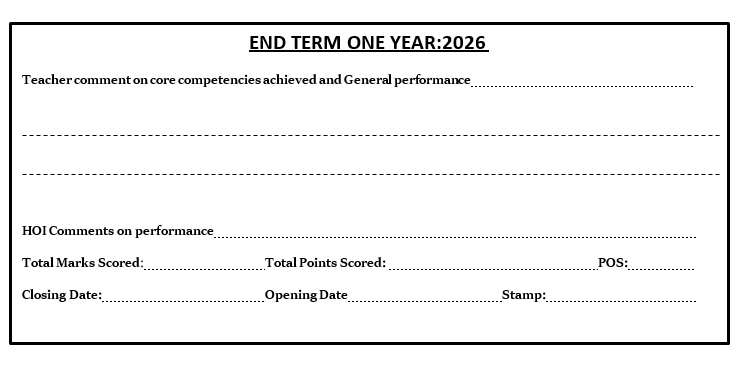 END TERM ONE YEAR:2026
Teacher comment on core competencies achieved and General performance
HOI Comments on performance
Total Marks Scored: Total Points Scored: POS:
Closing Date: Opening Date Stamp: